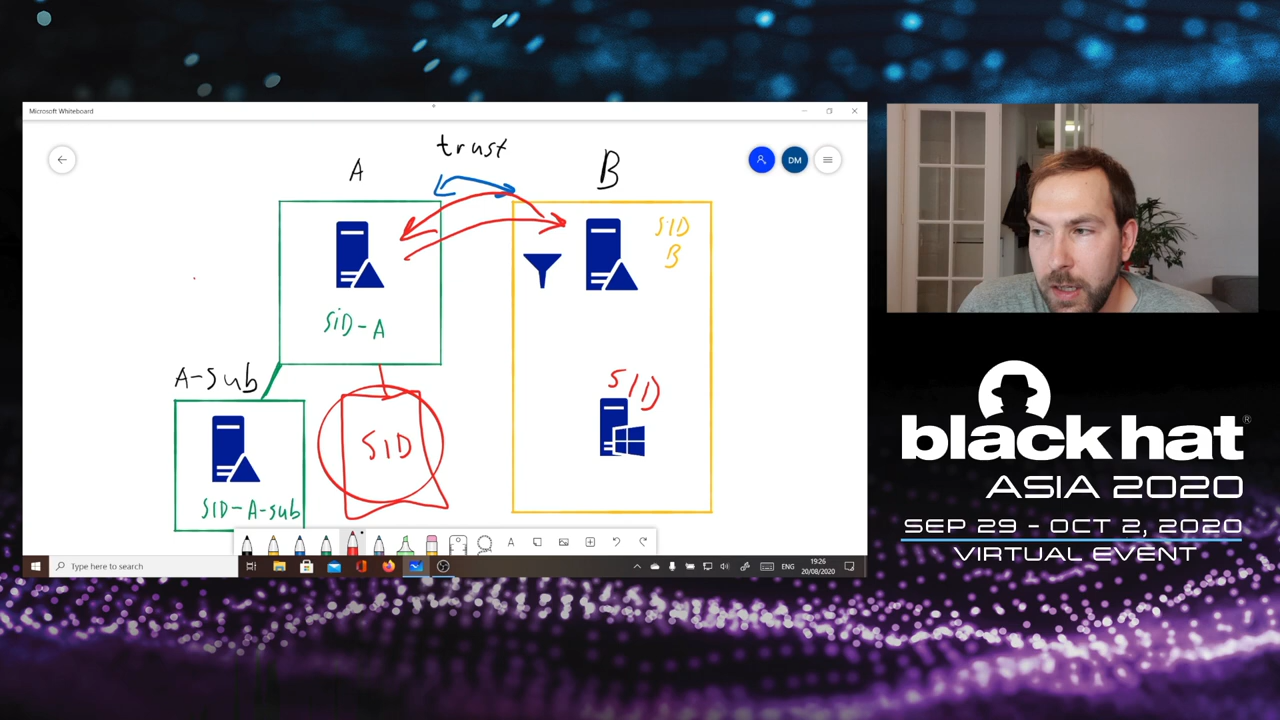 Microsoft Whiteboard
trust
A
B
DM
SID
B
SID-A
A-sub
SID
SID
SID-A-sub
A
Type here to search
ENG
19:26
20/08/2020
black hat
®
ASIA 2020
SEP 29 - OCT 2, 2020
VIRTUAL EVENT